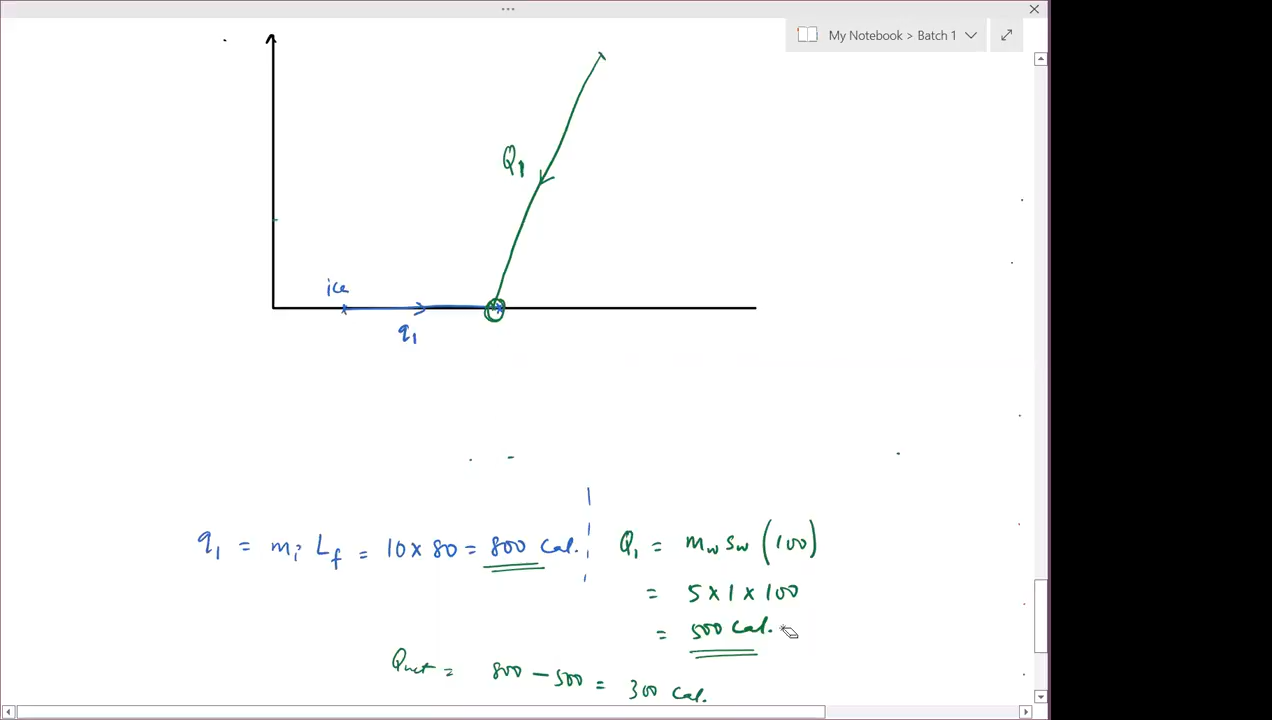 My Notebook > Batch 1
Q1
ice
q1
q1 = mi Lf = 10 x 80 = 800 Cal.
Q1 = mw sw (100)
= 5 x 1 x 100
= 500 Cal.
Qnet = 800 - 500 = 300 Cal.